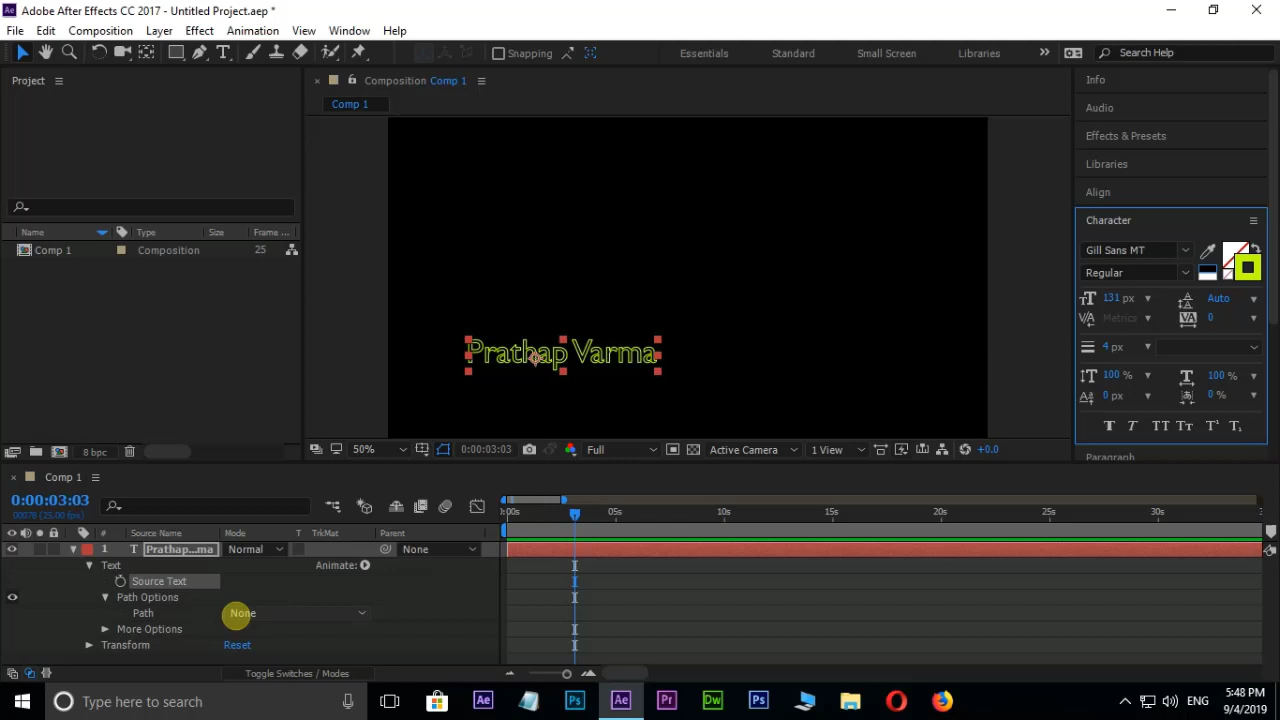 Adobe After Effects CC 2017 - Untitled Project.aep *
File Edit Composition Layer Effect Animation View Window Help
Snapping Essentials Standard Small Screen Libraries Search Help
Project
Composition Comp 1
Comp 1
Name Type Size Frame ...
Comp 1 Composition 25
Prathap Varma
Info
Audio
Effects & Presets
Libraries
Align
Character
Gill Sans MT
Regular
131 px Auto
Metrics 0
4 px
100 % 100 %
0 px 0 %
Paragraph
8 bpc
50% 0:00:03:03 Full Active Camera 1 View +0.0
Comp 1
0:00:03:03
00078 (25.00 fps)
:00s 05s 10s 15s 20s 25s 30s
# Source Name Mode T TrkMat Parent
1 T Prathap...ma Normal None
Text Animate:
Source Text
Path Options
Path None
More Options
Transform Reset
Toggle Switches / Modes
Type here to search
ENG
5:48 PM
9/4/2019